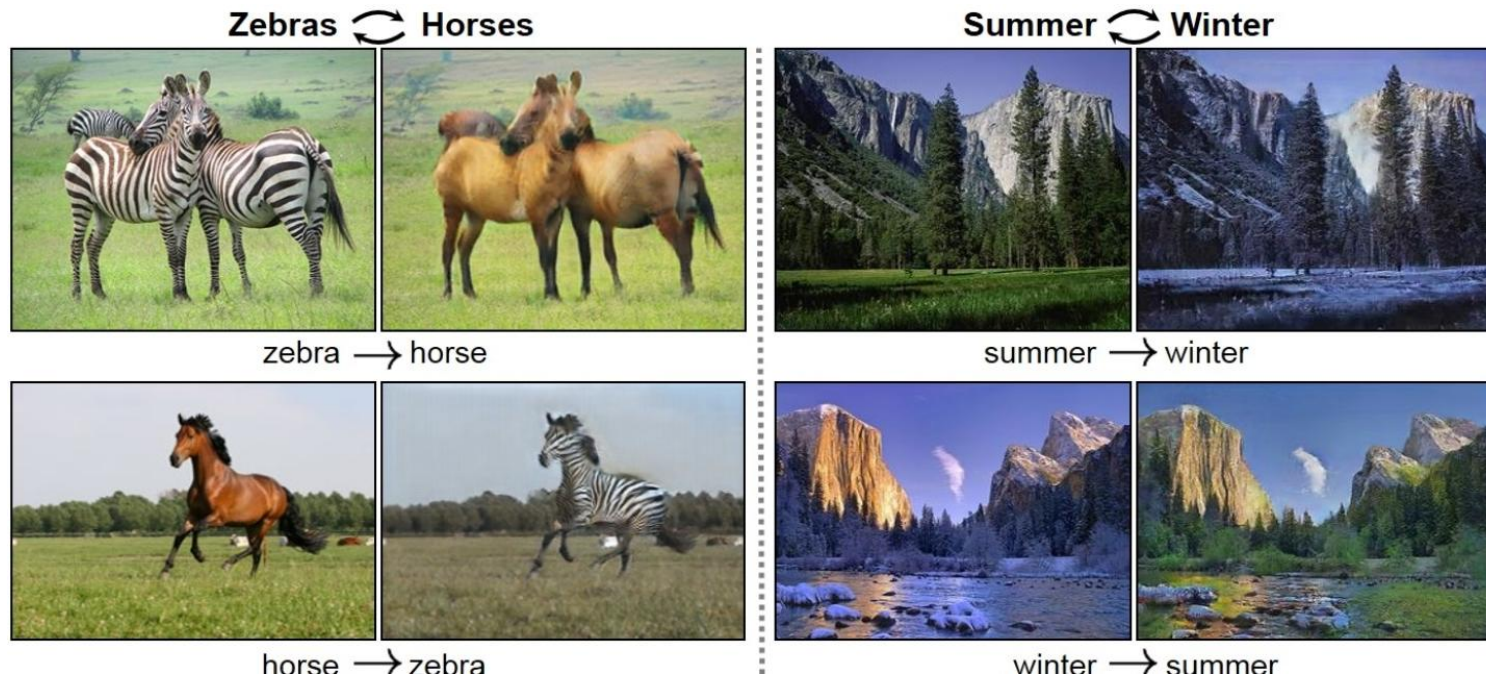 Zebras Horses
zebra → horse
horse → zebra
Summer Winter
summer → winter
winter → summer